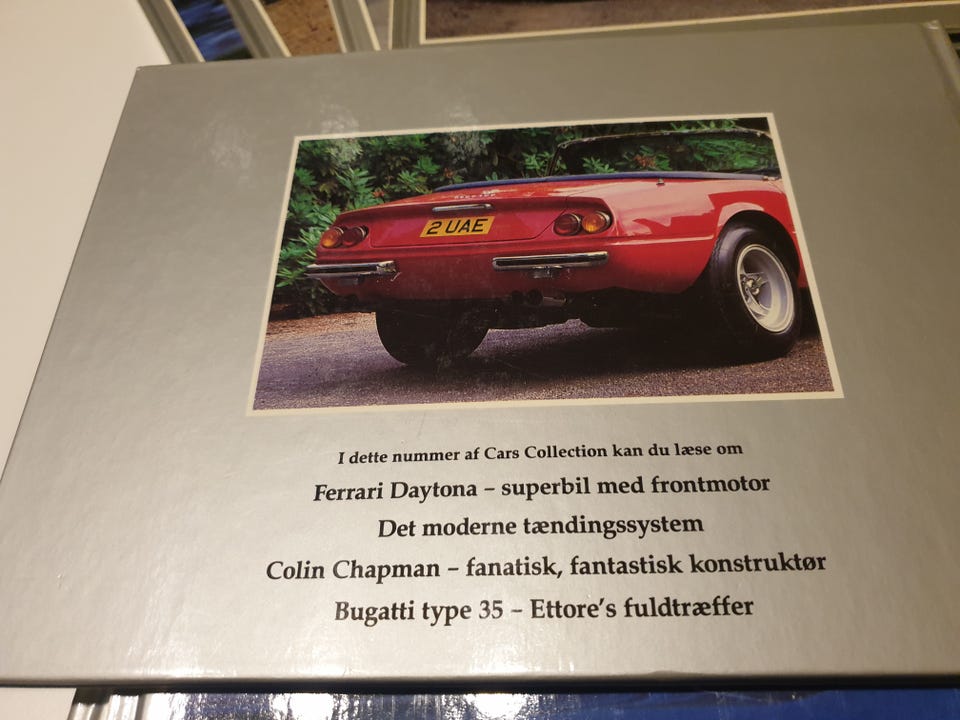 2 UAE
I dette nummer af Cars Collection kan du læse om
Ferrari Daytona – superbil med frontmotor
Det moderne tændingssystem
Colin Chapman – fanatisk, fantastisk konstruktør
Bugatti type 35 – Ettore's fuldtræffer